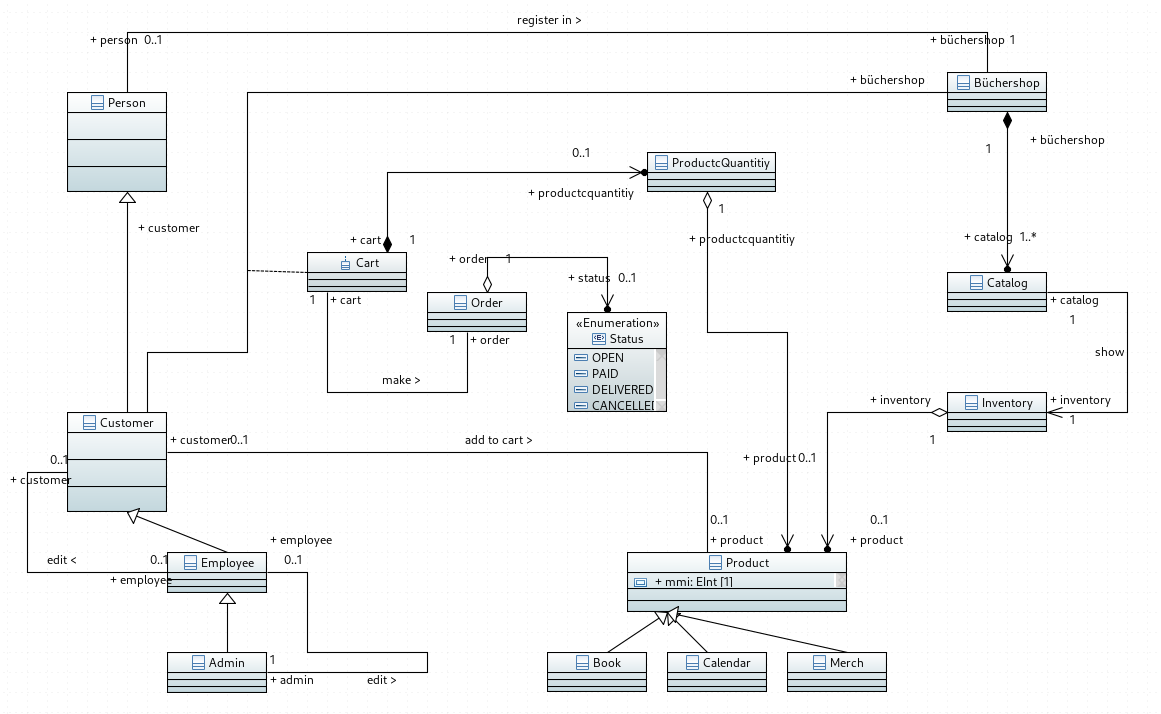 register in >
+ person 0..1
+ büchershop 1
+ büchershop
Büchershop
Person
+ büchershop
1
0..1
ProductcQuantitiy
+ productcquantitiy
1
+ customer
+ cart 1
+ productcquantitiy
+ catalog 1..*
+ order 1
Cart
+ status 0..1
Catalog
1 + cart
Order
+ catalog
1
«Enumeration»
Status
1 + order
OPEN
PAID
DELIVERED
CANCELLE
show
make >
+ inventory
Inventory
+ inventory
1
1
Customer
+ customer0..1
add to cart >
0..1
+ product 0..1
+ customer
0..1
+ product
0..1
+ product
+ employee
edit <
0..1
Employee
0..1
+ employee
Product
+ mmi: EInt [1]
Admin
1
+ admin
edit >
Book
Calendar
Merch